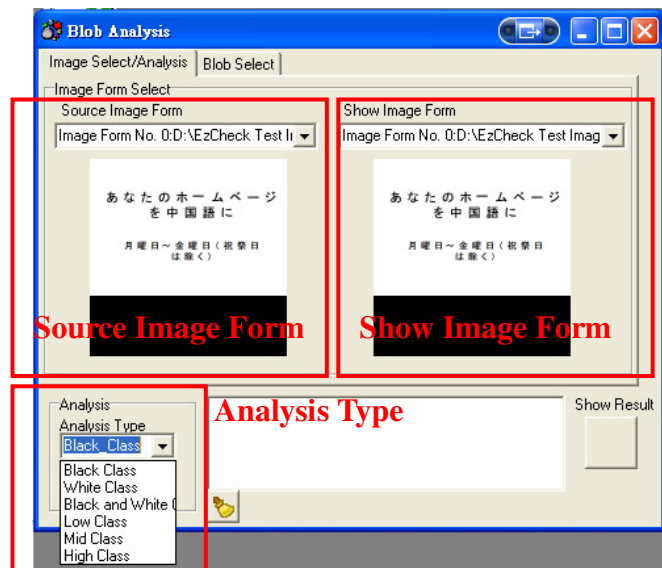 Blob Analysis
Image Select/Analysis
Blob Select
Image Form Select
Source Image Form
Image Form No. 0:D:\EzCheck Test I
Show Image Form
Image Form No. 0:D:\EzCheck Test Imag
あなたのホームページ
を中国語に
月曜日～金曜日(祝祭日
は除く)
Source Image Form
あなたのホームページ
を中国語に
月曜日～金曜日(祝祭日
は除く)
Show Image Form
Analysis
Analysis Type
Black_Class
Black Class
White Class
Black and White
Low Class
Mid Class
High Class
Analysis Type
Show Result